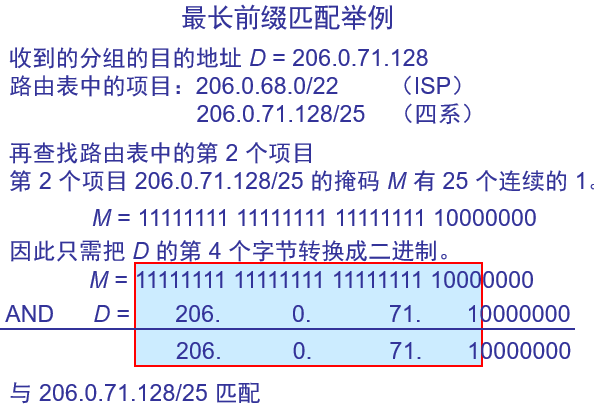 最长前缀匹配举例
收到的分组的目的地址 D = 206.0.71.128
路由表中的项目：206.0.68.0/22 （ISP）
206.0.71.128/25 （四系）
再查找路由表中的第 2 个项目
第 2 个项目 206.0.71.128/25 的掩码 M 有 25 个连续的 1。
M = 11111111 11111111 11111111 10000000
因此只需把 D 的第 4 个字节转换成二进制。
M = 11111111 11111111 11111111 10000000
AND D = 206. 0. 71. 10000000
206. 0. 71. 10000000
与 206.0.71.128/25 匹配